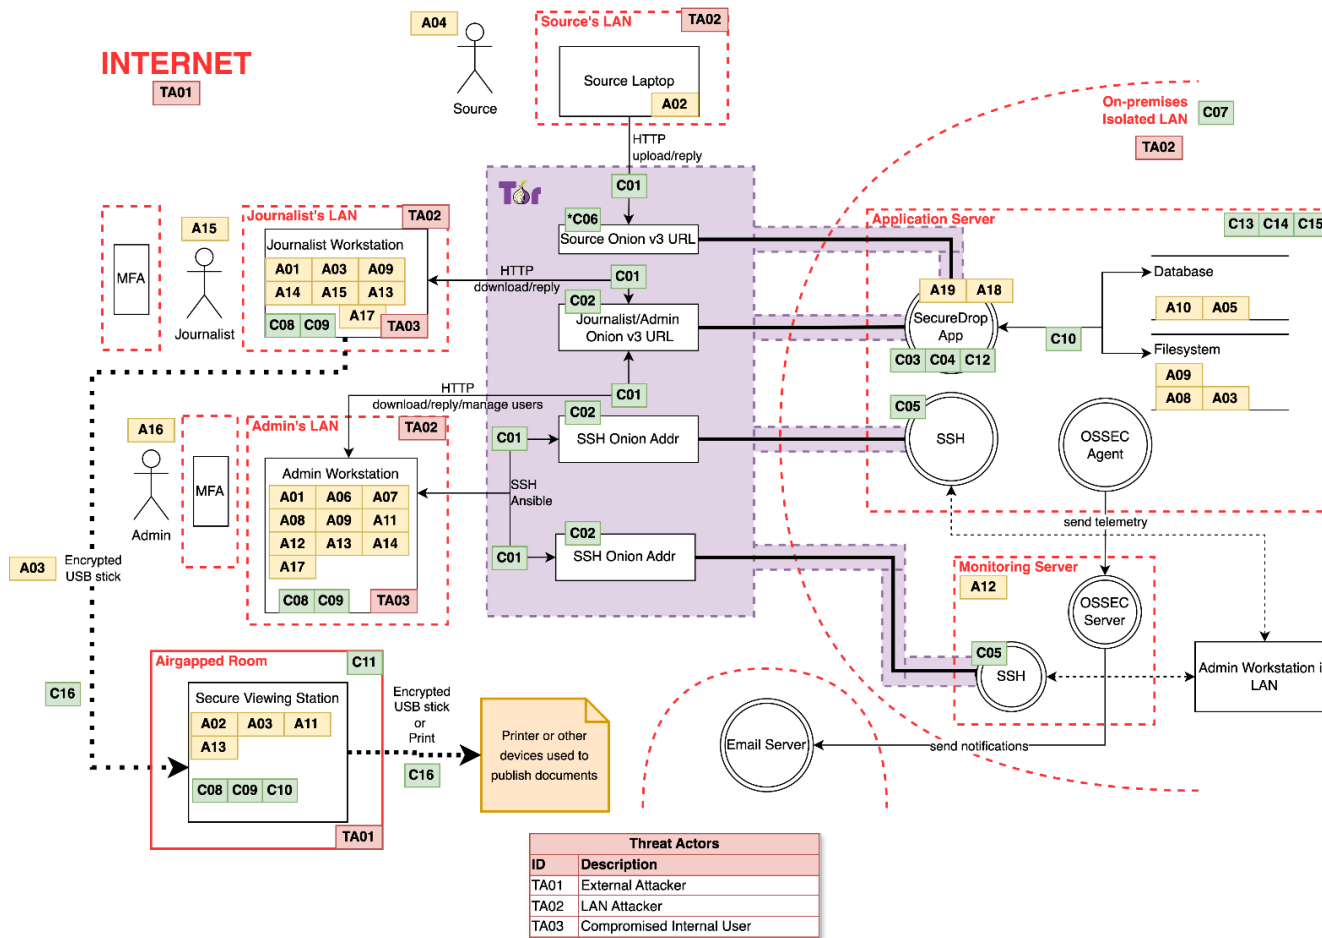 INTERNET
TA01
A04
Source
Source's LAN
TA02
Source Laptop
A02
HTTP
upload/reply
On-premises
Isolated LAN
C07
TA02
Tor
C01
*C06
Source Onion v3 URL
C01
HTTP
download/reply
C02
Journalist/Admin
Onion v3 URL
C01
HTTP
download/reply/manage users
C02
SSH Onion Addr
C01
SSH
Ansible
C02
SSH Onion Addr
C01
MFA
A15
Journalist
Journalist's LAN
TA02
Journalist Workstation
A01 A03 A09
A14 A15 A13
A17
C08 C09
TA03
A16
Admin
MFA
Admin's LAN
TA02
Admin Workstation
A01 A06 A07
A08 A09 A11
A12 A13 A14
A17
C08 C09
TA03
A03
Encrypted
USB stick
C16
Airgapped Room
C11
Secure Viewing Station
A02 A03 A11
A13
C08 C09 C10
TA01
Encrypted
USB stick
or
Print
C16
Printer or other
devices used to
publish documents
Application Server
C13 C14 C15
A19 A18
SecureDrop
App
C03 C04 C12
C10
Database
A10 A05
Filesystem
A09
A08 A03
C05
SSH
OSSEC
Agent
send telemetry
Monitoring Server
A12
OSSEC
Server
C05
SSH
Admin Workstation i
LAN
send notifications
Email Server
Threat Actors
ID Description
TA01 External Attacker
TA02 LAN Attacker
TA03 Compromised Internal User